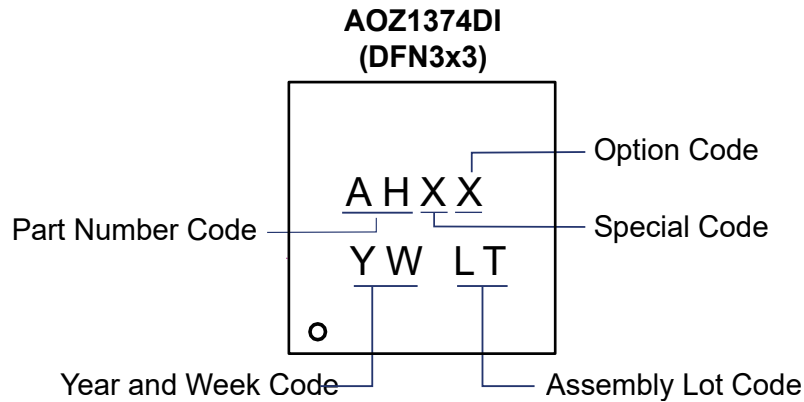 AOZ1374DI
(DFN3x3)
Option Code
A H X X
Part Number Code
Special Code
Y W L T
Year and Week Code
Assembly Lot Code